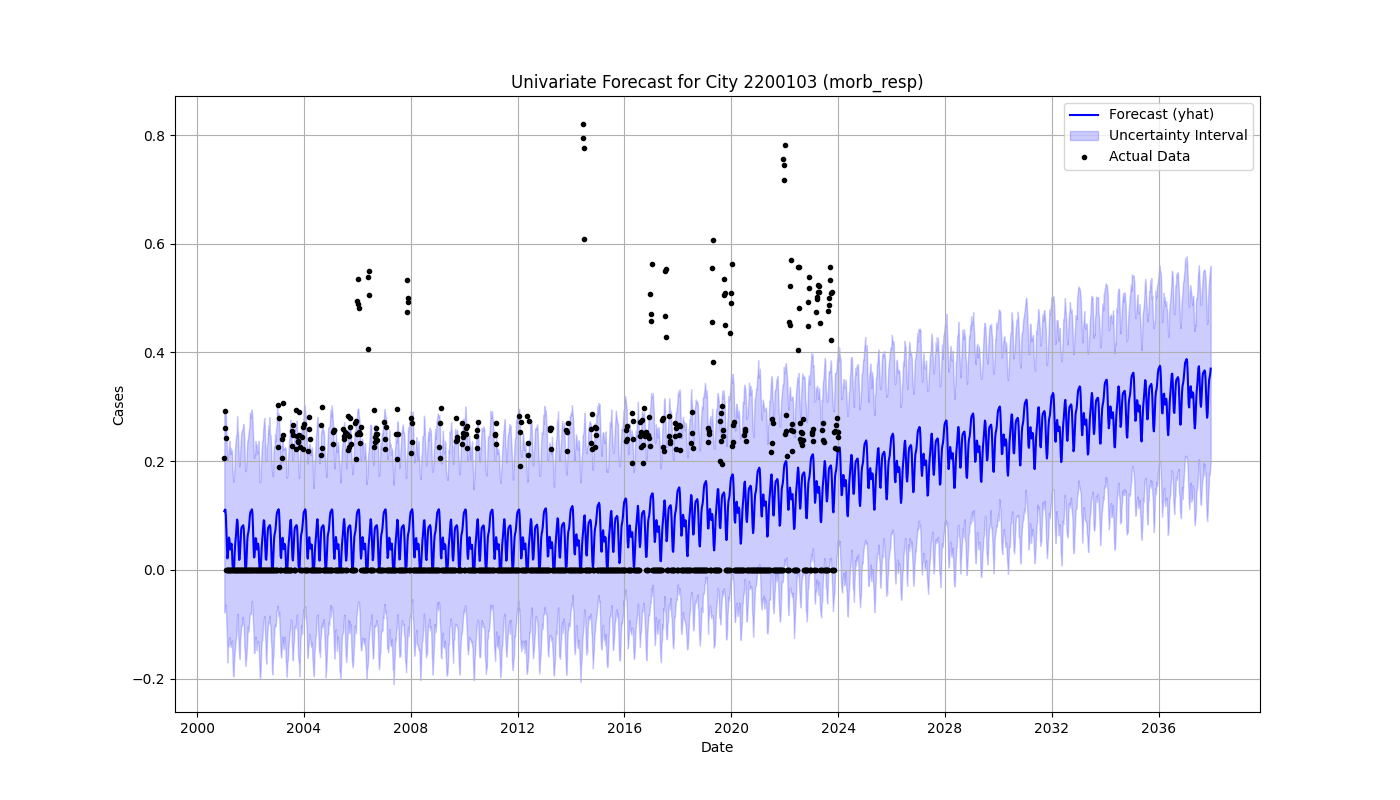 Univariate Forecast for City 2200103 (morb_resp)
Forecast (yhat)
Uncertainty Interval
Actual Data
Cases
0.8
0.6
0.4
0.2
0.0
−0.2
2000 2004 2008 2012 2016 2020 2024 2028 2032 2036
Date